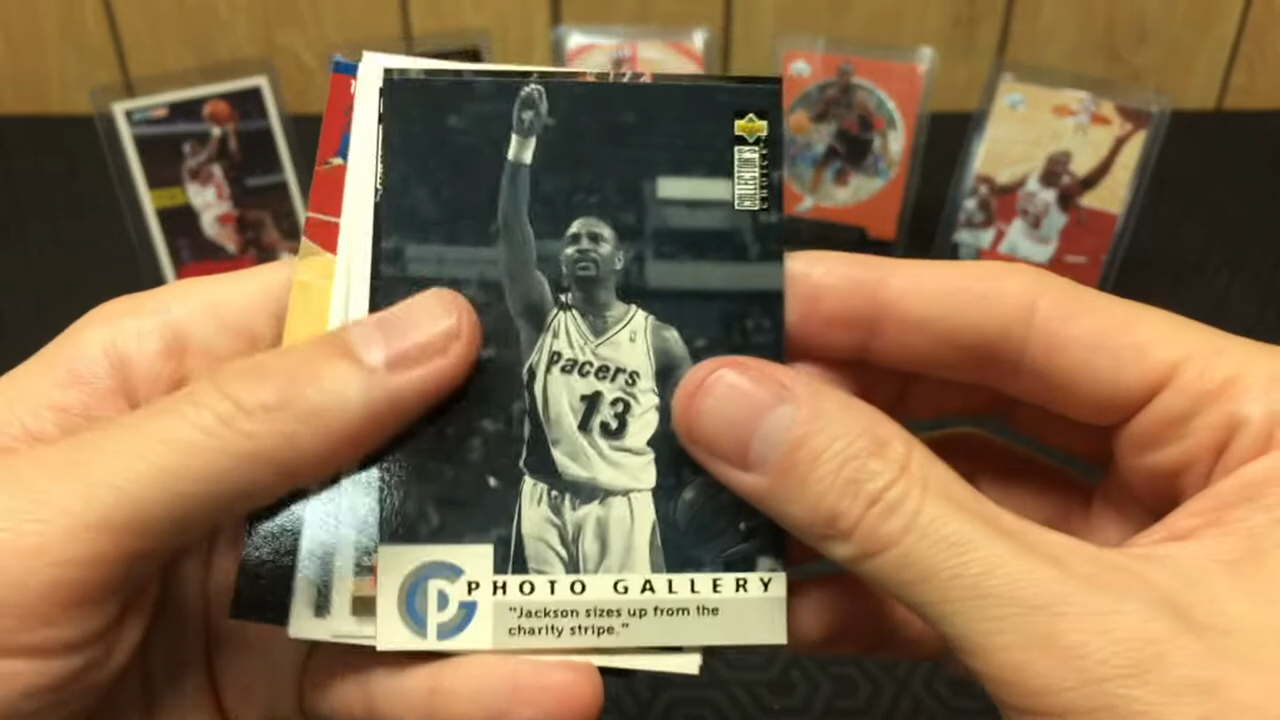 COLLECTOR'S
CHOICE
Pacers
13
PHOTO GALLERY
"Jackson sizes up from the
charity stripe."